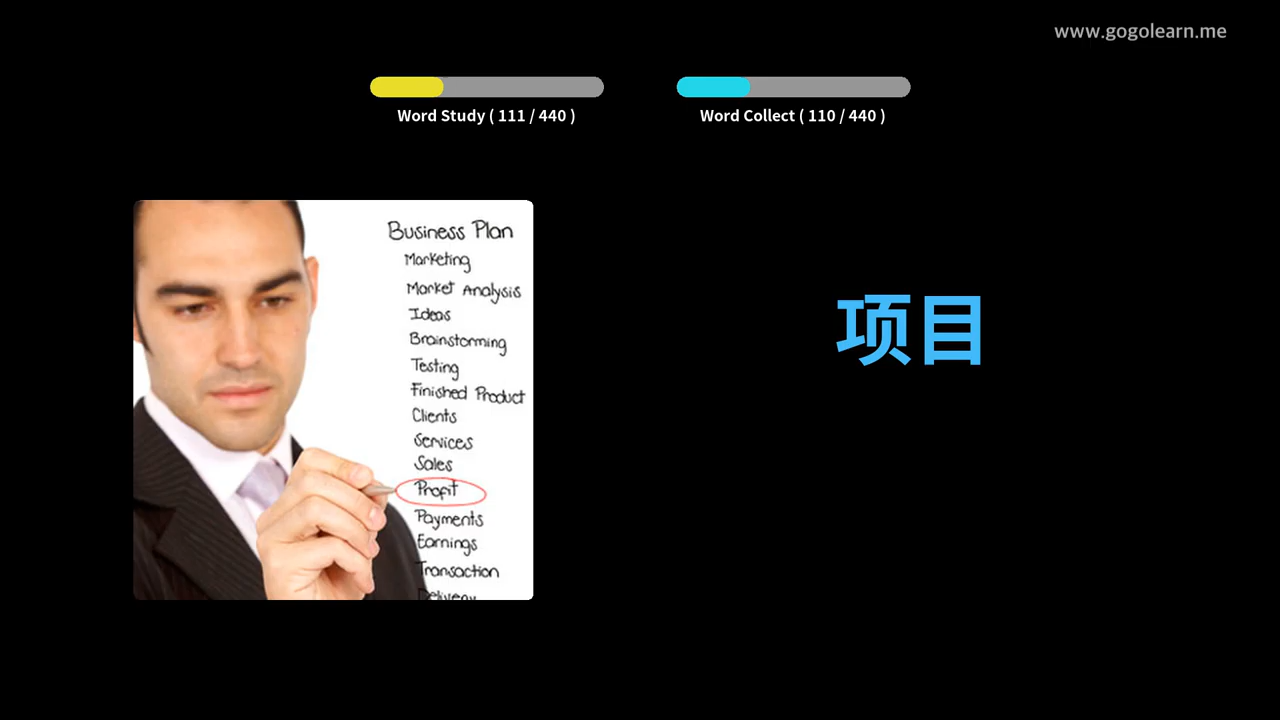 www.gogolearn.me
Word Study ( 111 / 440 )
Word Collect ( 110 / 440 )
Business Plan
Marketing
Market Analysis
Ideas
Brainstorming
Testing
Finished Product
Clients
Services
Sales
Profit
Payments
Earnings
Transaction
Delivery
项目